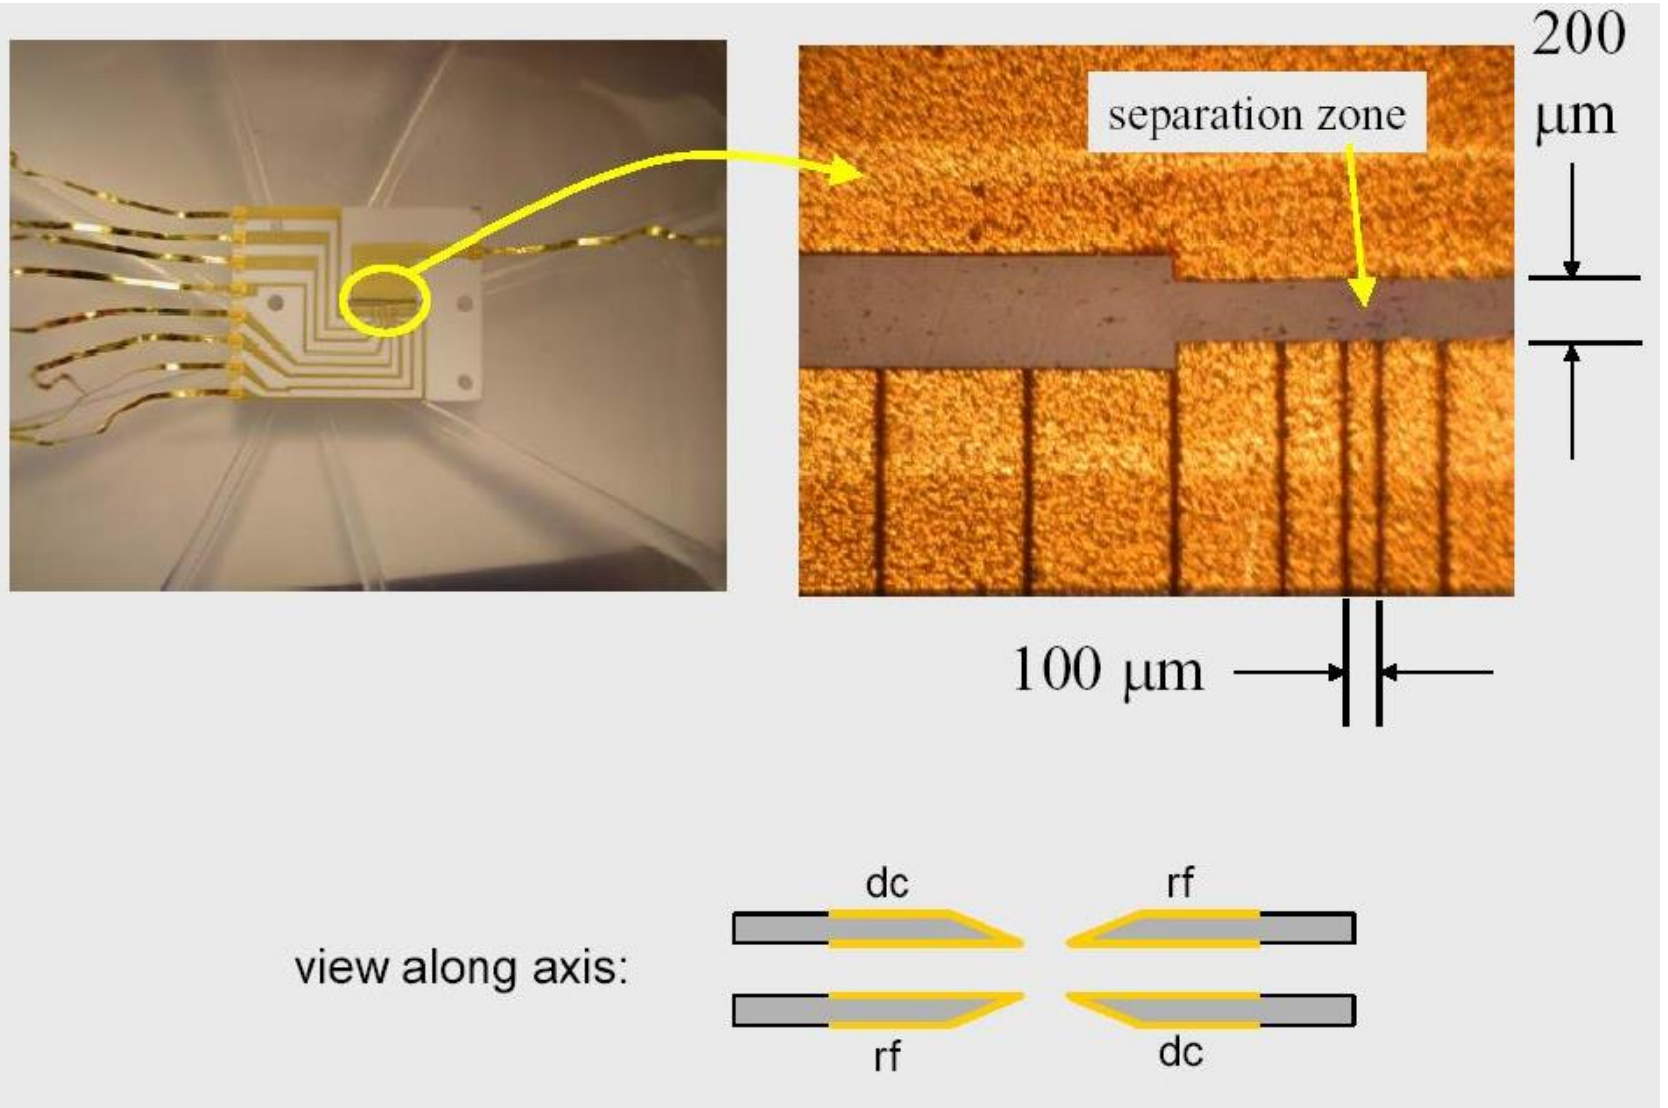 200
μm
separation zone
100 μm
dc
rf
view along axis:
rf
dc